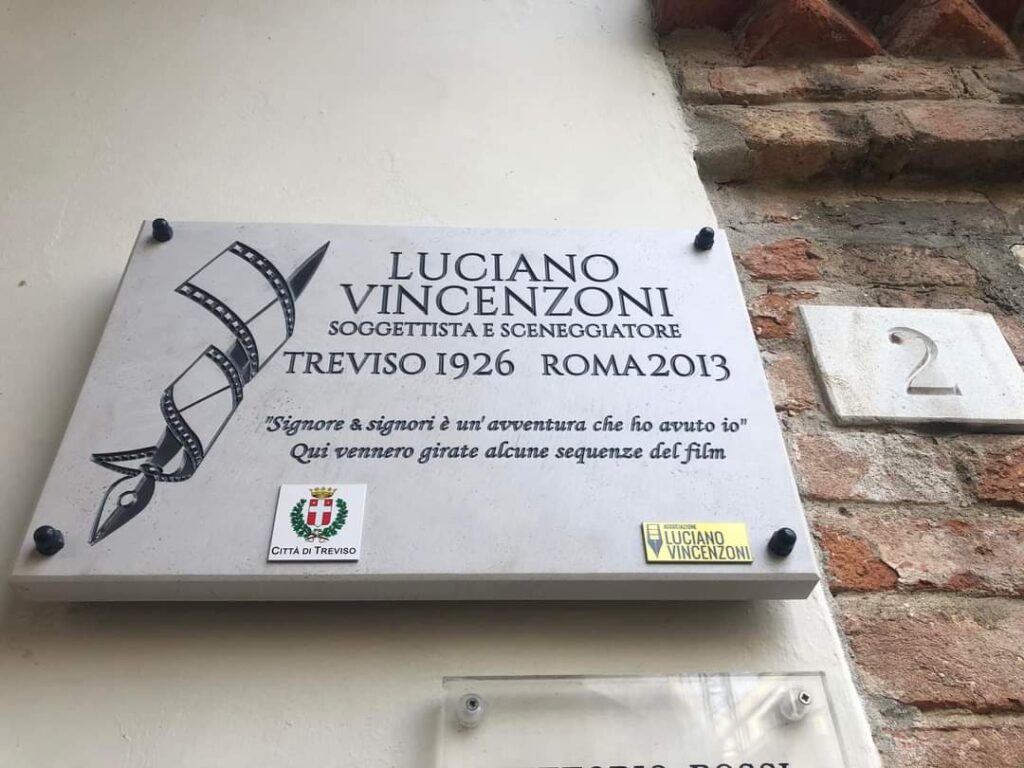 LUCIANO
VINCENZONI
SOGGETTISTA E SCENEGGIATORE
TREVISO 1926 ROMA 2013
"Signore & signori è un'avventura che ho avuto io"
Qui vennero girate alcune sequenze del film
CITTÀ DI TREVISO
ASSOCIAZIONE
LUCIANO
VINCENZONI
2
ROSSI